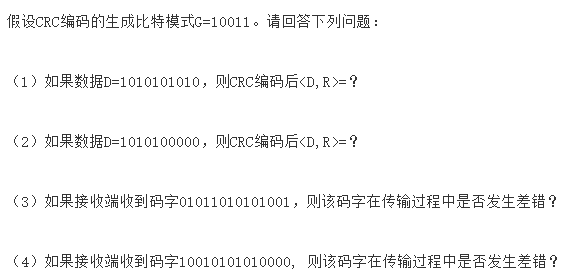 假设CRC编码的生成比特模式G=10011。请回答下列问题：
（1）如果数据D=1010101010，则CRC编码后<D,R>=？
（2）如果数据D=1010100000，则CRC编码后<D,R>=？
（3）如果接收端收到码字01011010101001，则该码字在传输过程中是否发生差错？
（4）如果接收端收到码字10010101010000, 则该码字在传输过程中是否发生差错？